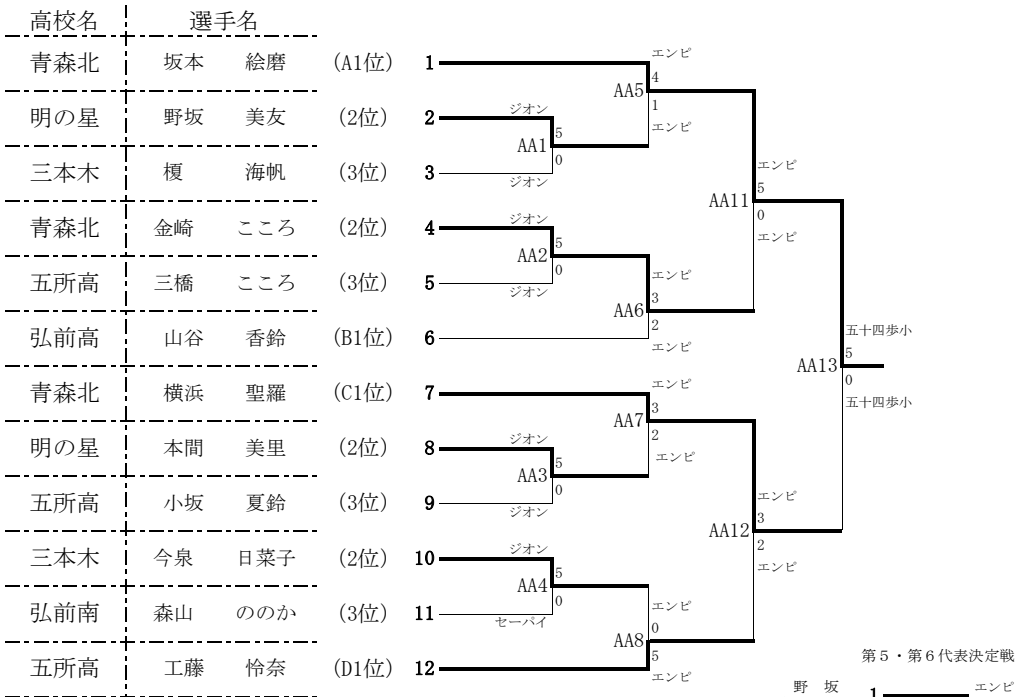 高校名 選手名
青森北 坂本 絵磨 (A1位) 1
明の星 野坂 美友 (2位) 2
三本木 榎 海帆 (3位) 3
青森北 金崎 こころ (2位) 4
五所高 三橋 こころ (3位) 5
弘前高 山谷 香鈴 (B1位) 6
青森北 横浜 聖羅 (C1位) 7
明の星 本間 美里 (2位) 8
五所高 小坂 夏鈴 (3位) 9
三本木 今泉 日菜子 (2位) 10
弘前南 森山 ののか (3位) 11
五所高 工藤 怜奈 (D1位) 12
ジオン
AA1
5
0
ジオン
ジオン
AA2
5
0
ジオン
ジオン
AA3
5
0
ジオン
ジオン
AA4
5
0
セーパイ
エンピ
AA5
4
1
エンピ
エンピ
AA6
3
2
エンピ
エンピ
AA7
3
2
エンピ
エンピ
AA8
0
5
エンピ
エンピ
AA11
5
0
エンピ
エンピ
AA12
3
2
エンピ
五十四歩小
AA13
5
0
五十四歩小
第5・第6代表決定戦
野 坂 1 エンピ